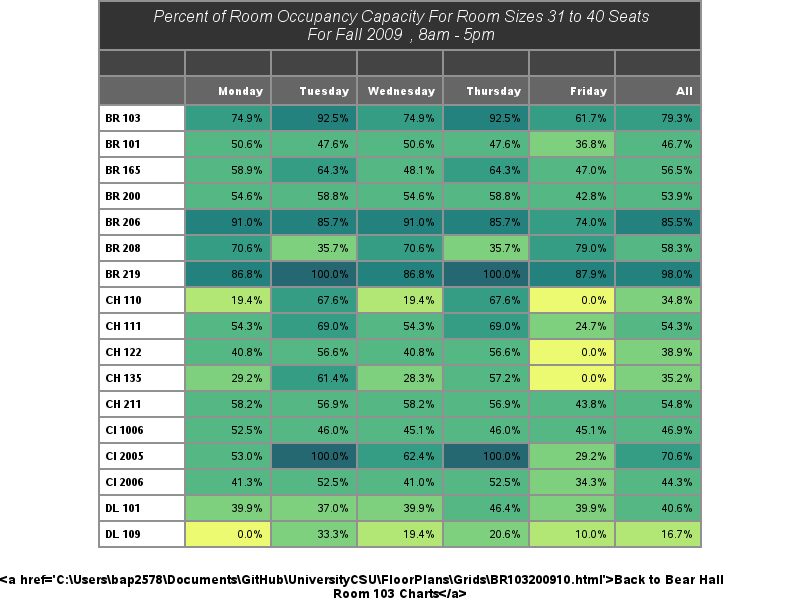 Percent of Room Occupancy Capacity For Room Sizes 31 to 40 Seats
For Fall 2009 , 8am - 5pm
Monday Tuesday Wednesday Thursday Friday All
BR 103 74.9% 92.5% 74.9% 92.5% 61.7% 79.3%
BR 101 50.6% 47.6% 50.6% 47.6% 36.8% 46.7%
BR 165 58.9% 64.3% 48.1% 64.3% 47.0% 56.5%
BR 200 54.6% 58.8% 54.6% 58.8% 42.8% 53.9%
BR 206 91.0% 85.7% 91.0% 85.7% 74.0% 85.5%
BR 208 70.6% 35.7% 70.6% 35.7% 79.0% 58.3%
BR 219 86.8% 100.0% 86.8% 100.0% 87.9% 98.0%
CH 110 19.4% 67.6% 19.4% 67.6% 0.0% 34.8%
CH 111 54.3% 69.0% 54.3% 69.0% 24.7% 54.3%
CH 122 40.8% 56.6% 40.8% 56.6% 0.0% 38.9%
CH 135 29.2% 61.4% 28.3% 57.2% 0.0% 35.2%
CH 211 58.2% 56.9% 58.2% 56.9% 43.8% 54.8%
CI 1006 52.5% 46.0% 45.1% 46.0% 45.1% 46.9%
CI 2005 53.0% 100.0% 62.4% 100.0% 29.2% 70.6%
CI 2006 41.3% 52.5% 41.0% 52.5% 34.3% 44.3%
DL 101 39.9% 37.0% 39.9% 46.4% 39.9% 40.6%
DL 109 0.0% 33.3% 19.4% 20.6% 10.0% 16.7%
<a href='C:\Users\bap2578\Documents\GitHub\UniversityCSU\FloorPlans\Grids\BR103200910.html'>Back to Bear Hall
Room 103 Charts</a>